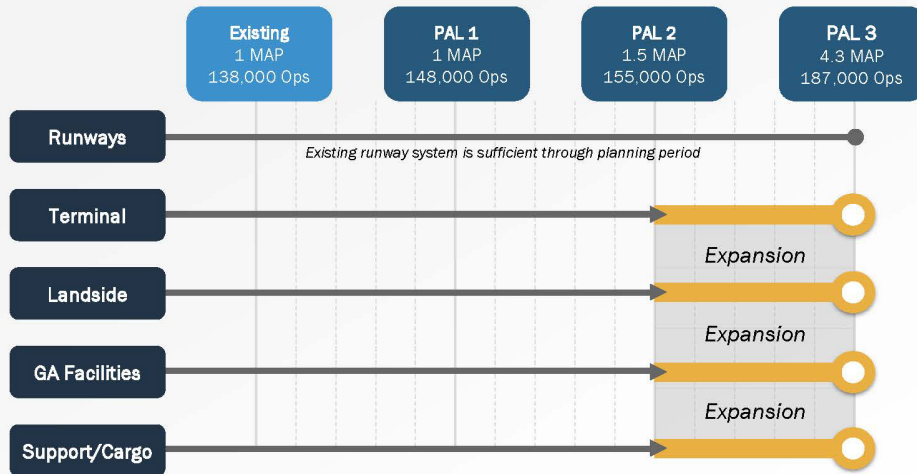 Existing
1 MAP
138,000 Ops
PAL 1
1 MAP
148,000 Ops
PAL 2
1.5 MAP
155,000 Ops
PAL 3
4.3 MAP
187,000 Ops
Runways
Existing runway system is sufficient through planning period
Terminal
Expansion
Landside
Expansion
GA Facilities
Expansion
Support/Cargo